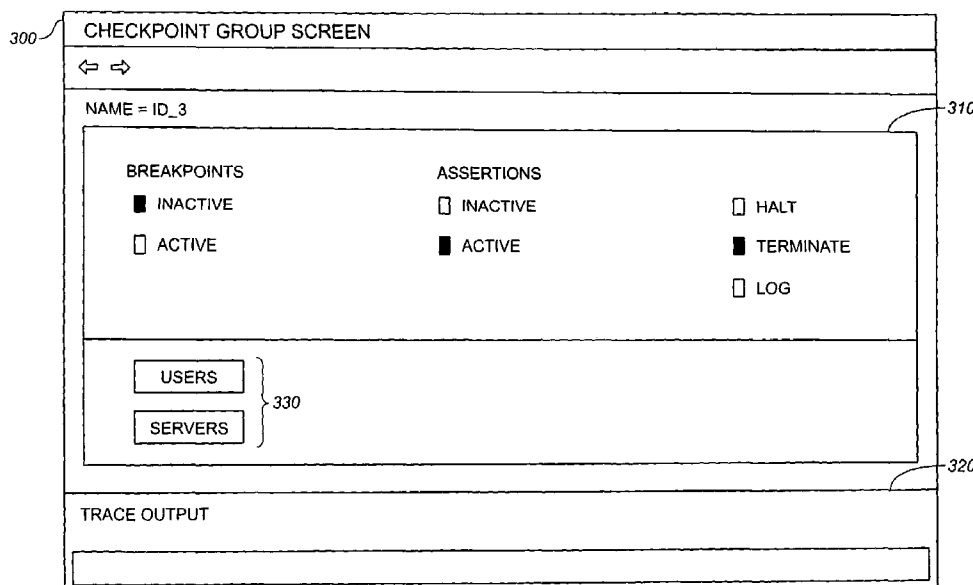 300
CHECKPOINT GROUP SCREEN
NAME = ID_3
310
BREAKPOINTS
INACTIVE
ACTIVE
ASSERTIONS
INACTIVE
ACTIVE
HALT
TERMINATE
LOG
USERS
SERVERS
330
320
TRACE OUTPUT